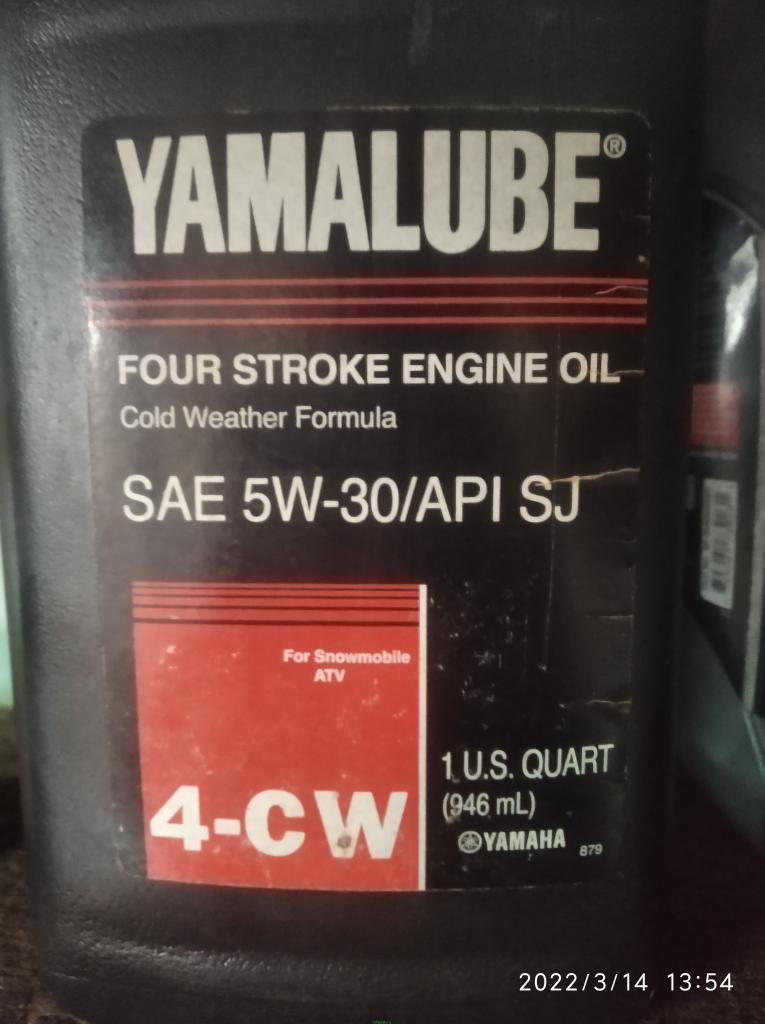 YAMALUBE®
FOUR STROKE ENGINE OIL
Cold Weather Formula
SAE 5W-30/API SJ
For Snowmobile
ATV
4-CW
1 U.S. QUART
(946 mL)
YAMAHA
879
2022/3/14 13:54